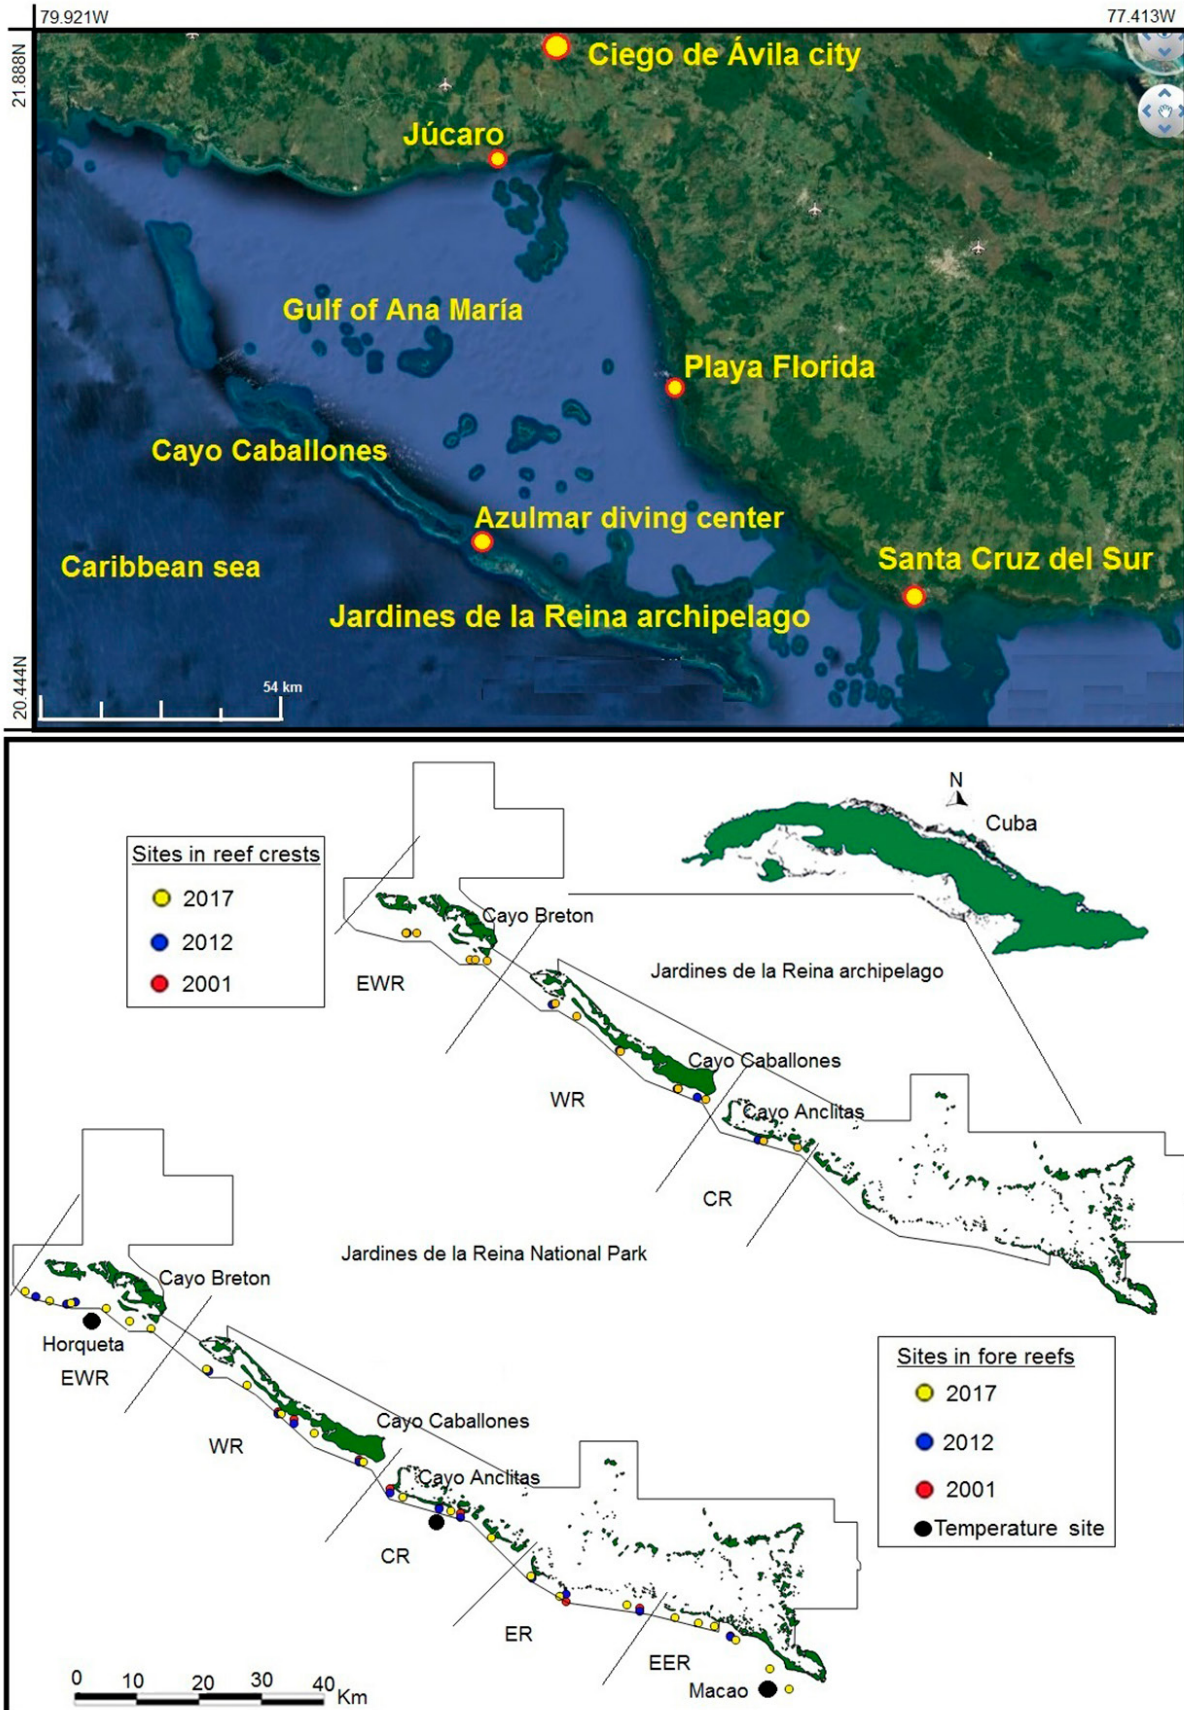 79.921W
77.413W
21.888N
Ciego de Ávila city
Júcaro
Gulf of Ana María
Playa Florida
Cayo Caballones
Azulmar diving center
Caribbean sea
Santa Cruz del Sur
Jardines de la Reina archipelago
20.444N
54 km
N
Cuba
Sites in reef crests
2017
2012
2001
Cayo Breton
EWR
Jardines de la Reina archipelago
Cayo Caballones
WR
Cayo Anclitas
CR
Jardines de la Reina National Park
Cayo Breton
Horqueta
EWR
Sites in fore reefs
2017
2012
2001
Temperature site
Cayo Caballones
WR
Cayo Anclitas
CR
ER
EER
Macao
0 10 20 30 40 Km